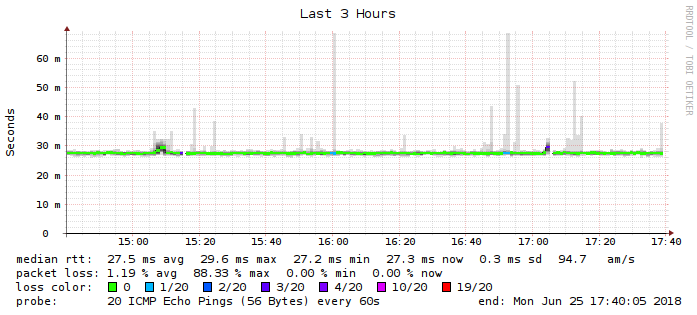 Last 3 Hours
RRDTOOL / TOBI OETIKER
Seconds
60 m
50 m
40 m
30 m
20 m
10 m
0
15:00 15:20 15:40 16:00 16:20 16:40 17:00 17:20 17:40
median rtt: 27.5 ms avg 29.6 ms max 27.2 ms min 27.3 ms now 0.3 ms sd 94.7 am/s
packet loss: 1.19 % avg 88.33 % max 0.00 % min 0.00 % now
loss color: 0 1/20 2/20 3/20 4/20 10/20 19/20
probe: 20 ICMP Echo Pings (56 Bytes) every 60s end: Mon Jun 25 17:40:05 2018